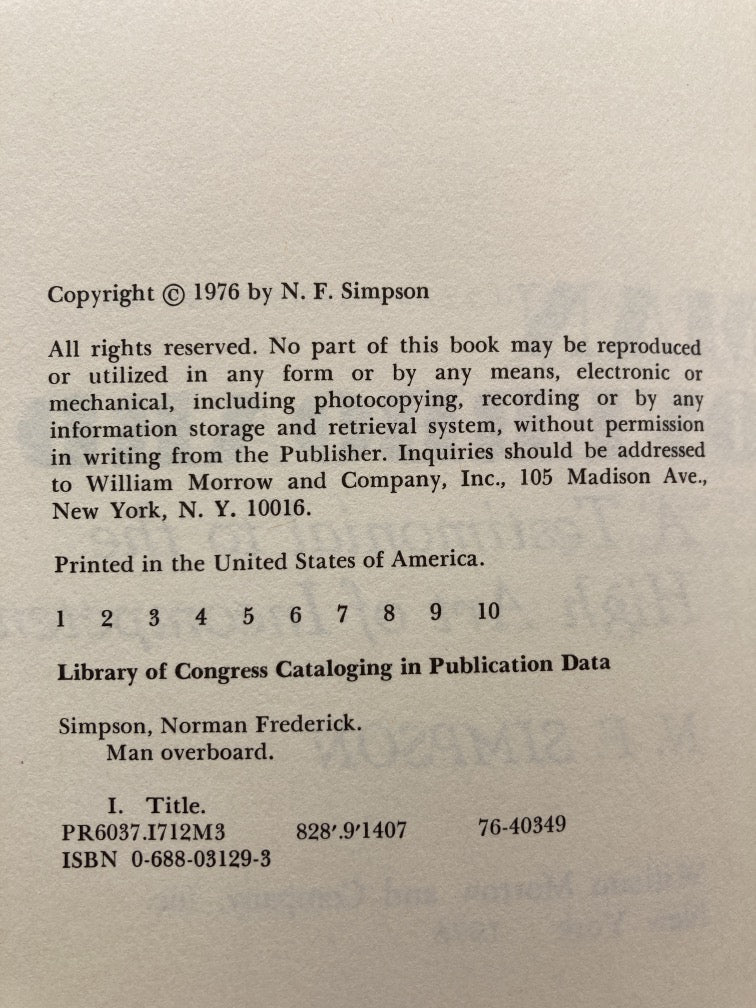 Copyright © 1976 by N. F. Simpson
All rights reserved. No part of this book may be reproduced
or utilized in any form or by any means, electronic or
mechanical, including photocopying, recording or by any
information storage and retrieval system, without permission
in writing from the Publisher. Inquiries should be addressed
to William Morrow and Company, Inc., 105 Madison Ave.,
New York, N. Y. 10016.
Printed in the United States of America.
1 2 3 4 5 6 7 8 9 10
Library of Congress Cataloging in Publication Data
Simpson, Norman Frederick.
Man overboard.
I. Title.
PR6037.I712M3 828′.9′1407 76-40349
ISBN 0-688-03129-3